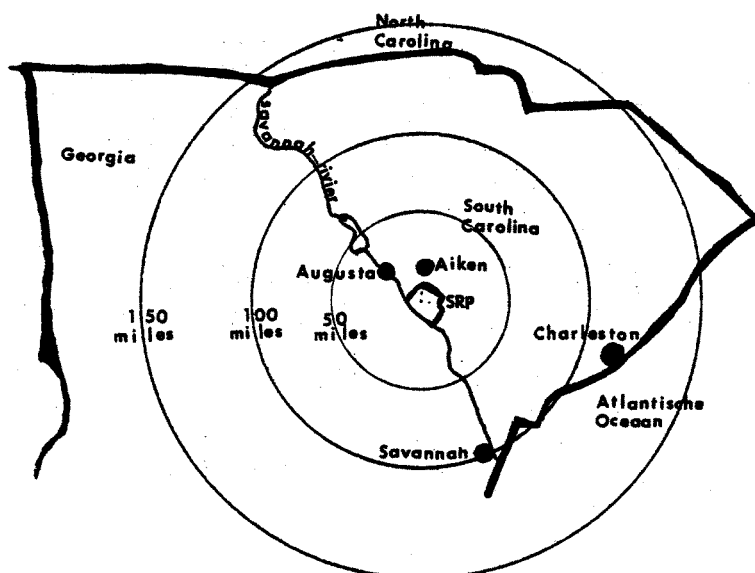 North
Carolina
savannah rivier
Georgia
South
Carolina
Augusta
Aiken
SRP
150
miles
100
miles
50
miles
Charleston
Atlantische
Oceaan
Savannah